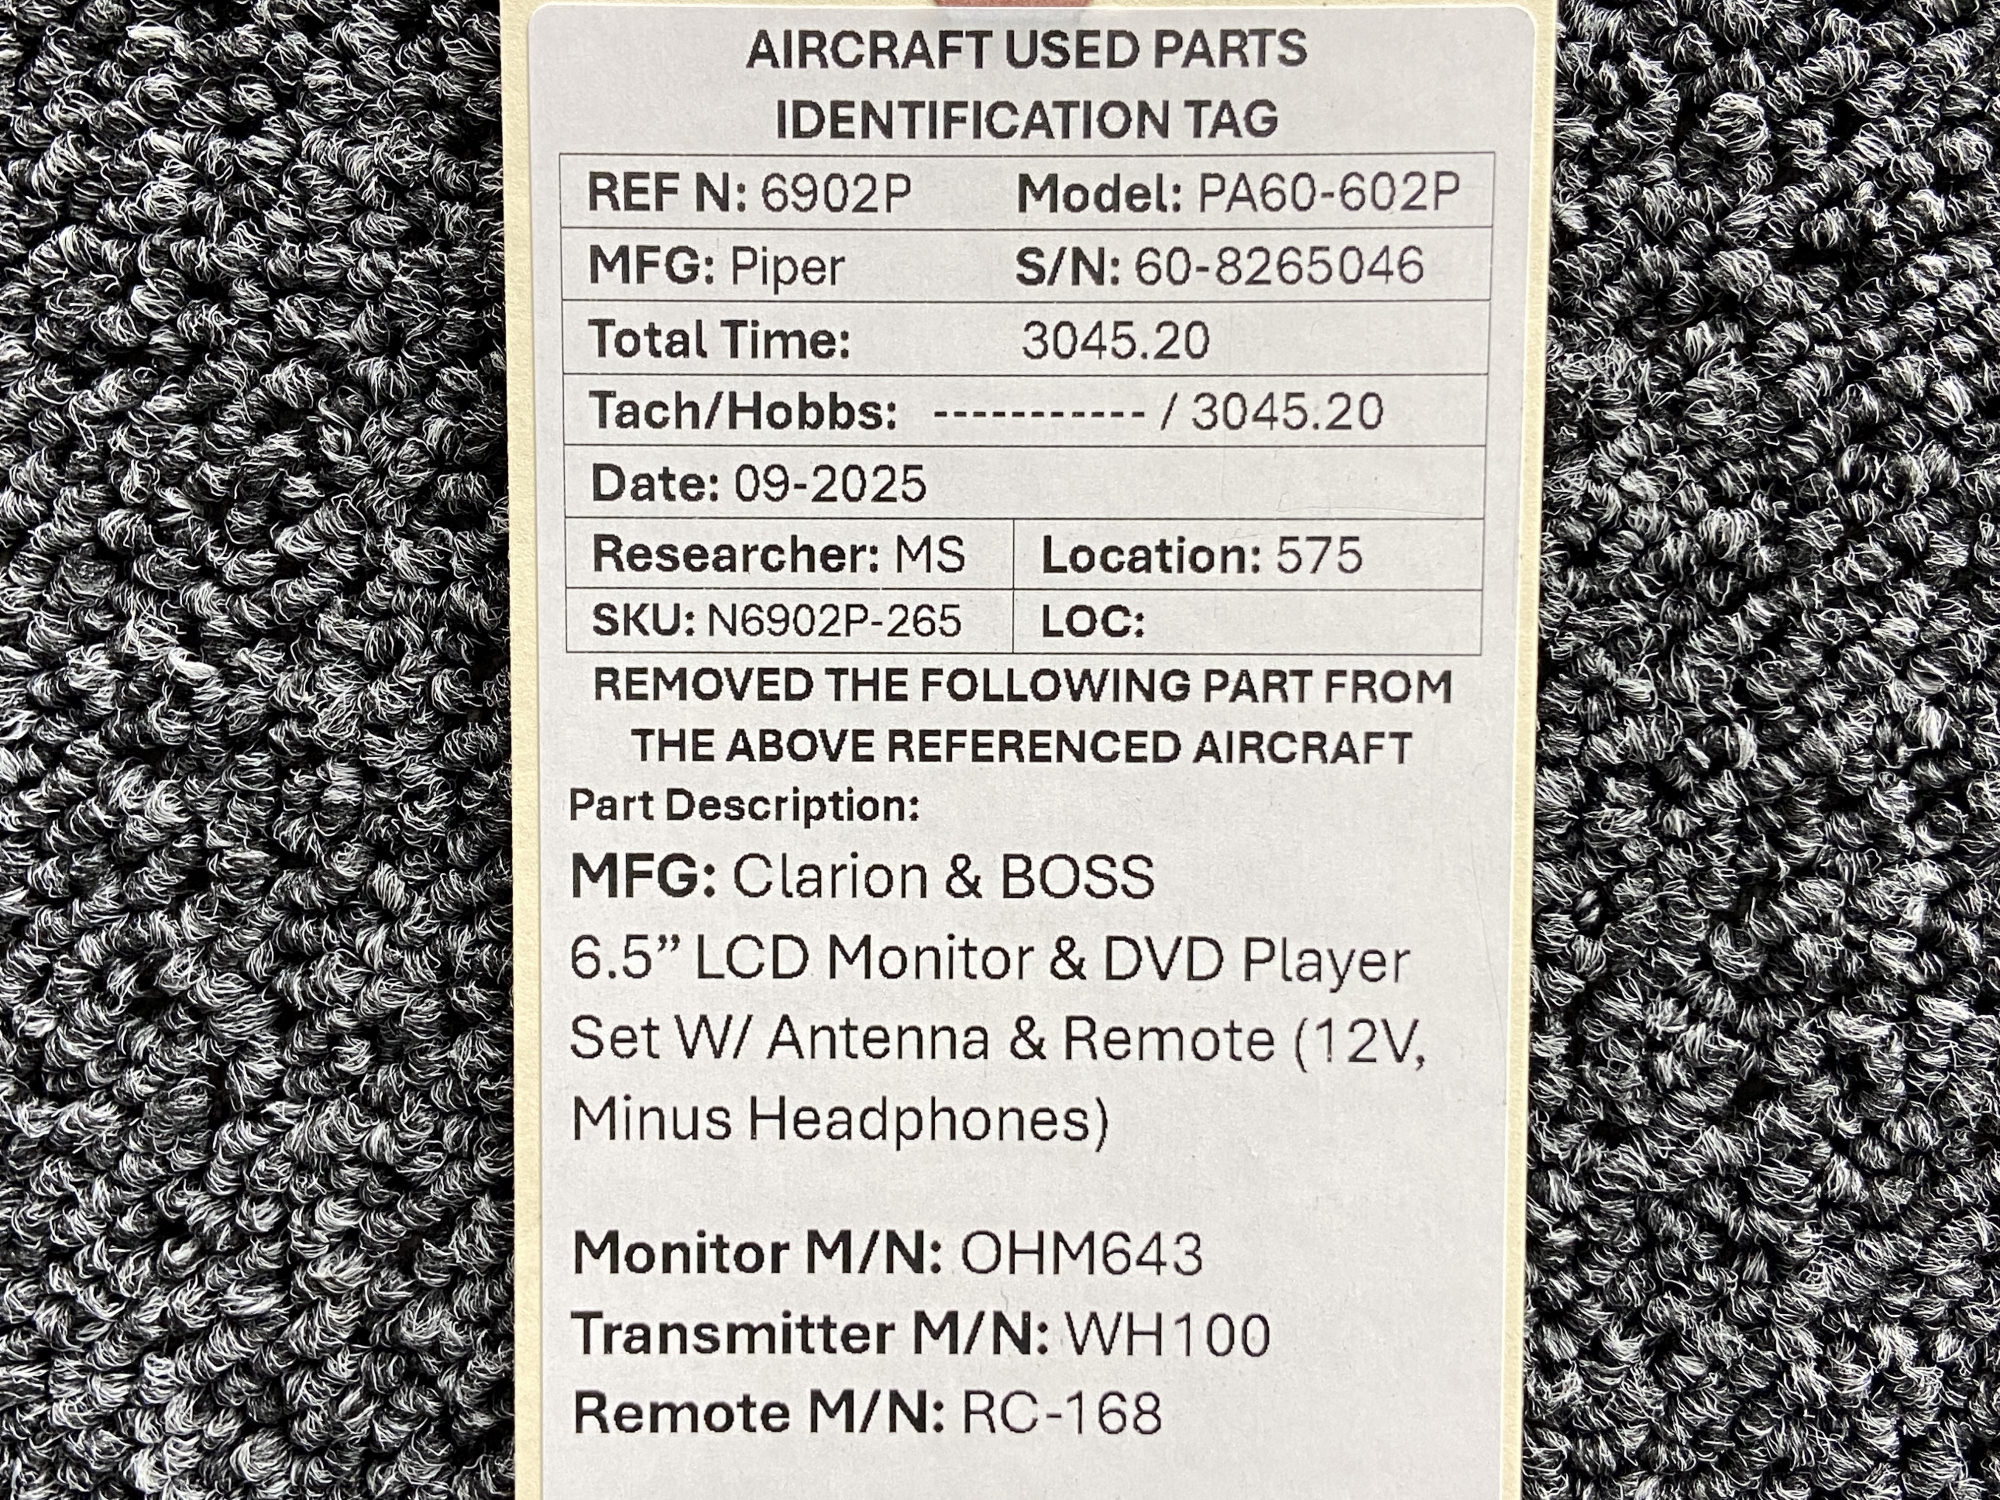 AIRCRAFT USED PARTS
IDENTIFICATION TAG
REF N: 6902P Model: PA60-602P
MFG: Piper S/N: 60-8265046
Total Time: 3045.20
Tach/Hobbs: ----------- / 3045.20
Date: 09-2025
Researcher: MS Location: 575
SKU: N6902P-265 LOC:
REMOVED THE FOLLOWING PART FROM
THE ABOVE REFERENCED AIRCRAFT
Part Description:
MFG: Clarion & BOSS
6.5” LCD Monitor & DVD Player
Set W/ Antenna & Remote (12V,
Minus Headphones)
Monitor M/N: OHM643
Transmitter M/N: WH100
Remote M/N: RC-168